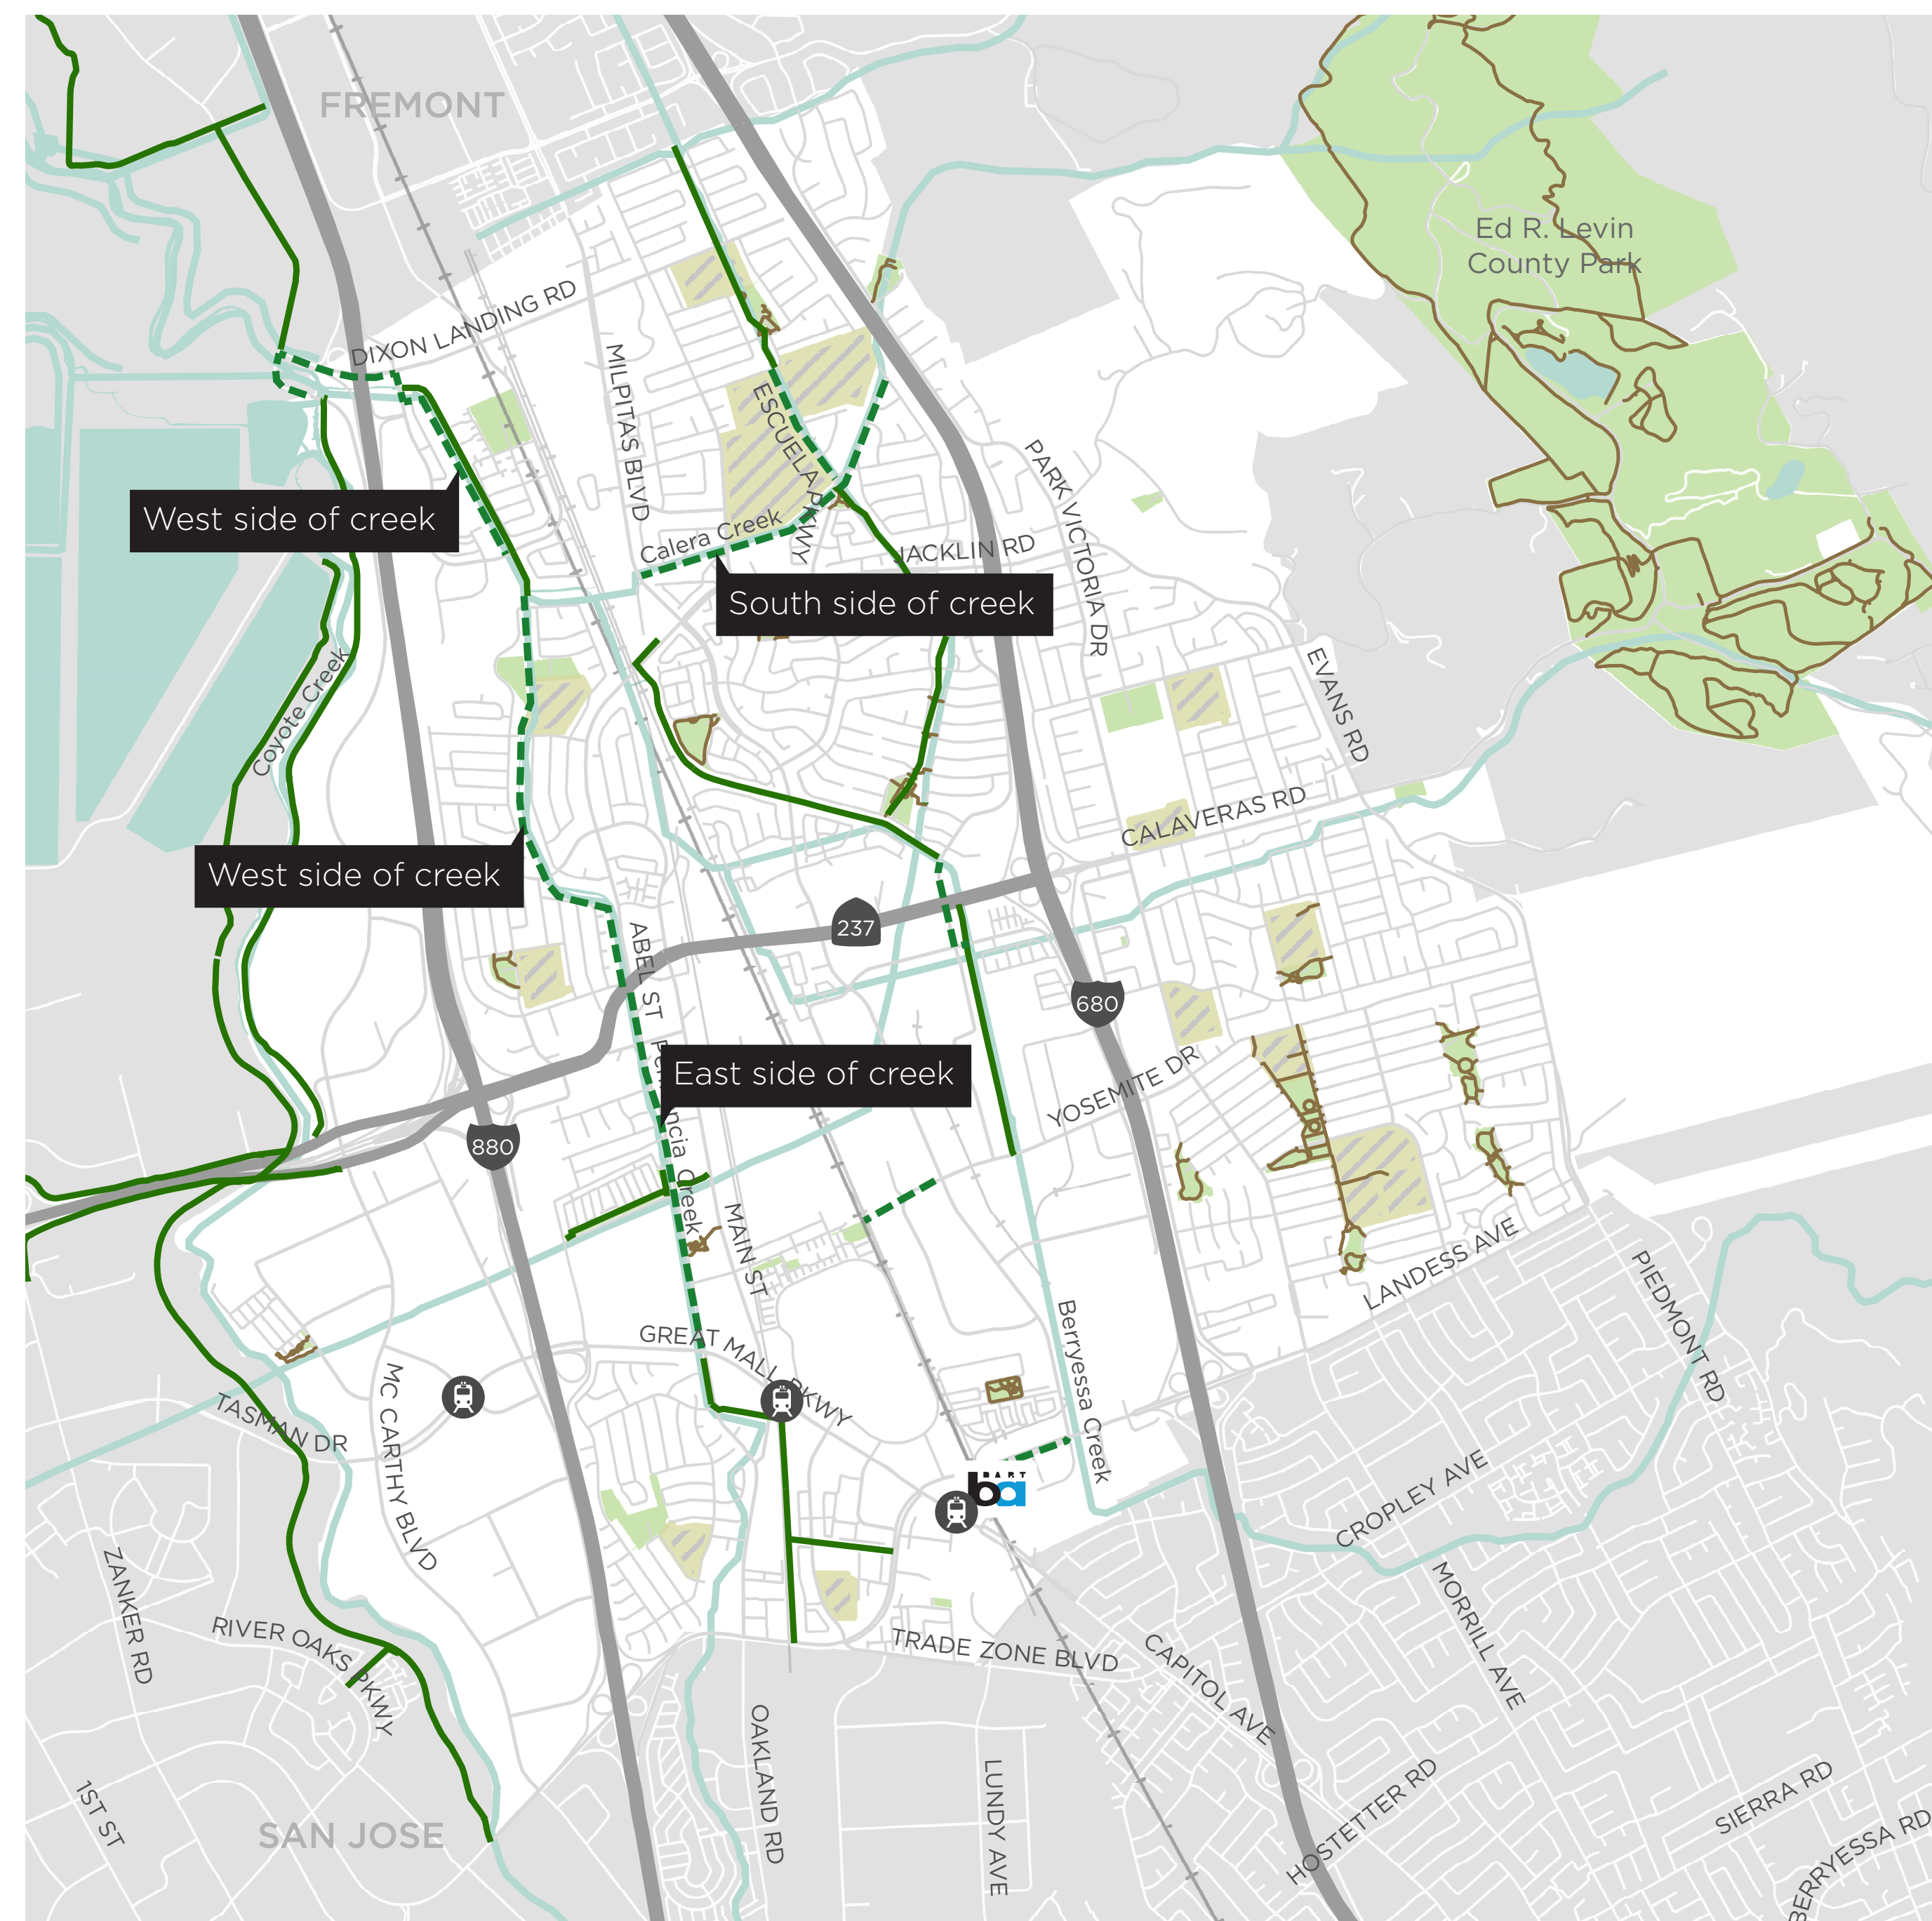 FREMONT
Ed R. Levin
County Park
DIXON LANDING RD
MILPITAS BLVD
ESCUELA PKWY
PARK VICTORIA DR
West side of creek
Calera Creek
JACKLIN RD
South side of creek
Coyote Creek
EVANS RD
CALAVERAS RD
West side of creek
237
ABEL ST
680
East side of creek
YOSEMITE DR
880
Creek
MAIN ST
LANDESS AVE
PIEDMONT RD
GREAT MALL PKWY
Berryessa Creek
MC CARTHY BLVD
TASMAN DR
BART
ba
CROPLEY AVE
ZANKER RD
MORRILL AVE
RIVER OAKS PKWY
TRADE ZONE BLVD
CAPITOL AVE
OAKLAND RD
LUNDY AVE
HOSTETTER RD
SIERRA RD
1ST ST
SAN JOSE
BERRYESSA RD